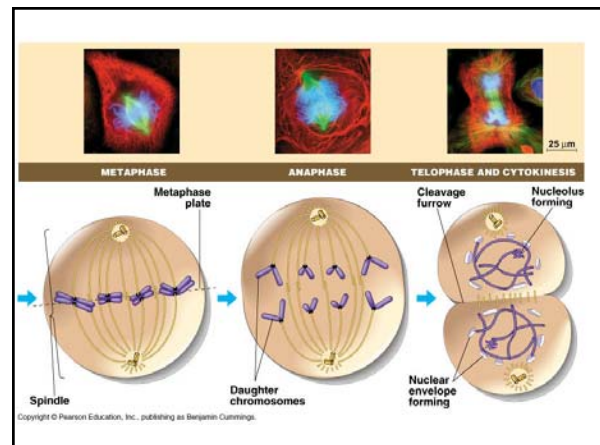 25 µm
METAPHASE
ANAPHASE
TELOPHASE AND CYTOKINESIS
Metaphase
plate
Cleavage
furrow
Nucleolus
forming
Spindle
Daughter
chromosomes
Nuclear
envelope
forming
Copyright © Pearson Education, Inc., publishing as Benjamin Cummings.